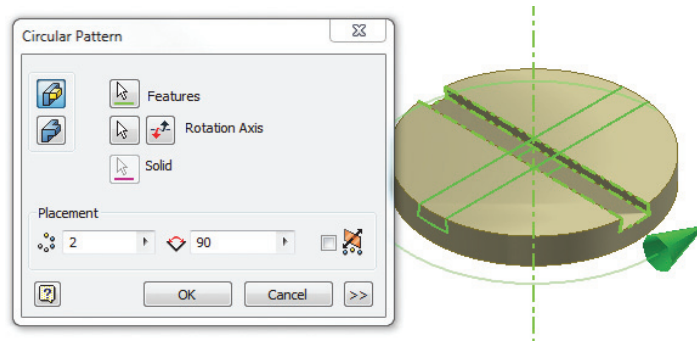 Circular Pattern
Features
Rotation Axis
Solid
Placement
2
90
?
OK
Cancel
>>